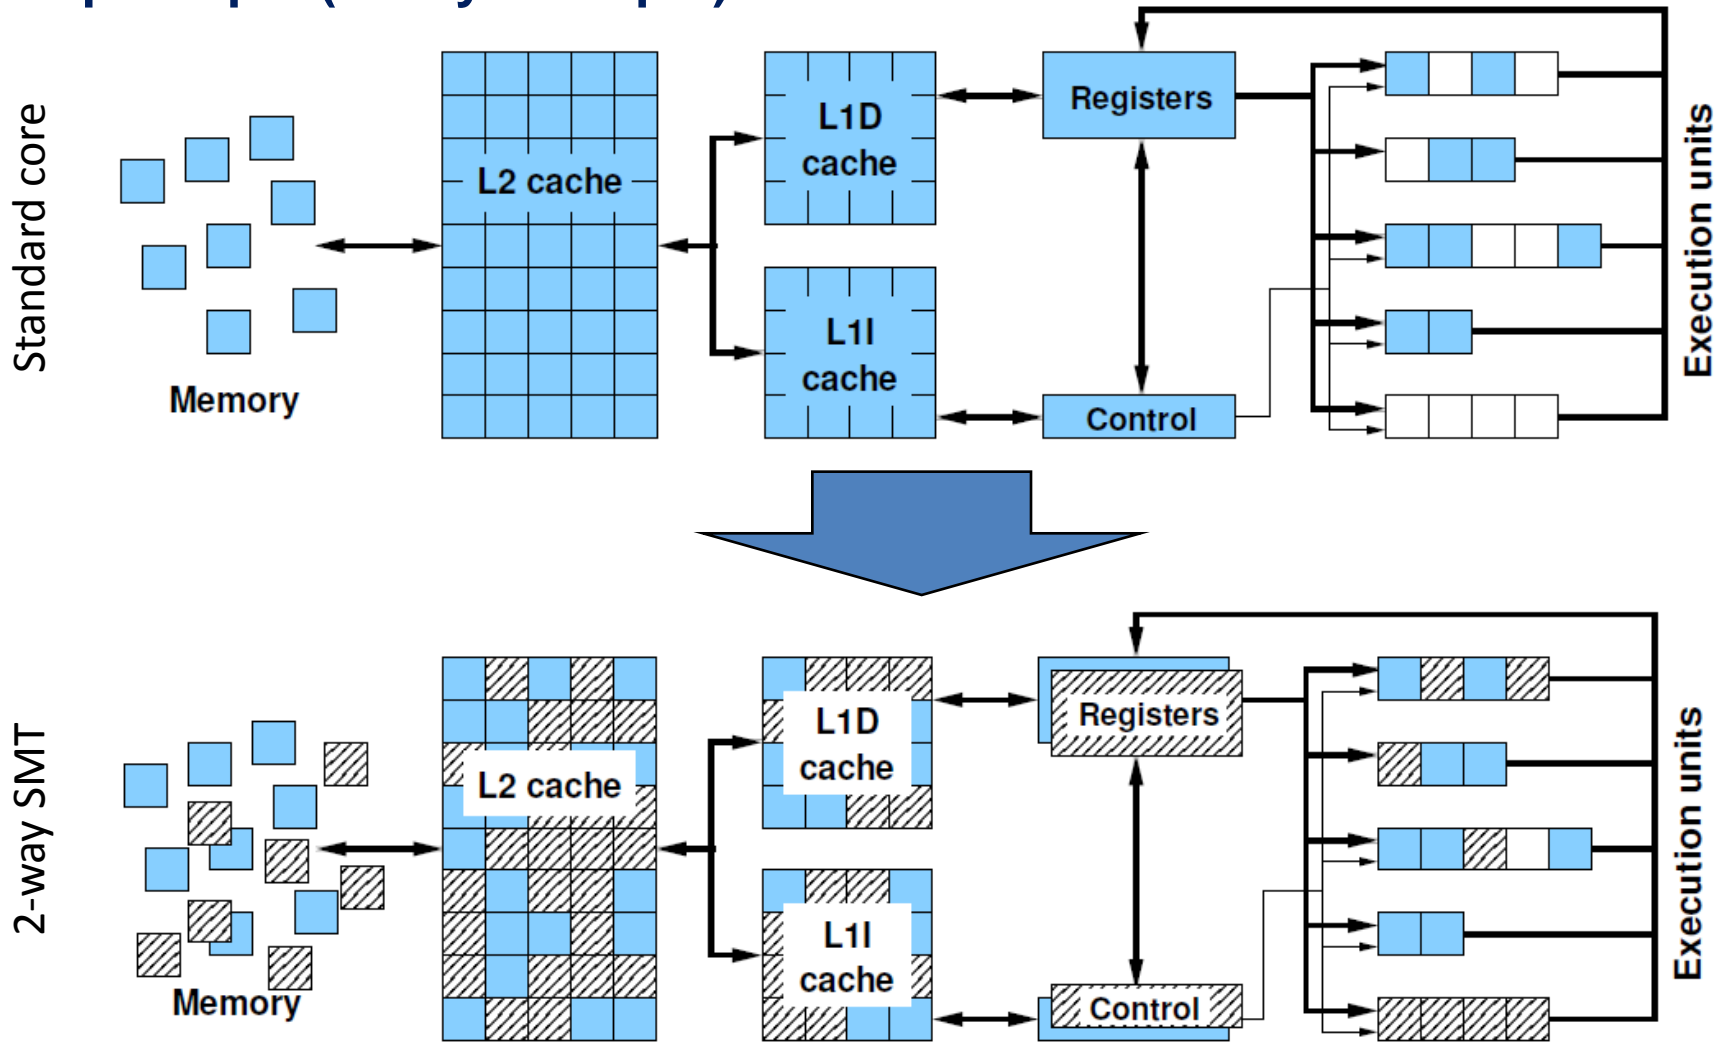 Standard core
Memory
L2 cache
L1D
cache
L1I
cache
Registers
Control
Execution units
2-way SMT
Memory
L2 cache
L1D
cache
L1I
cache
Registers
Control
Execution units